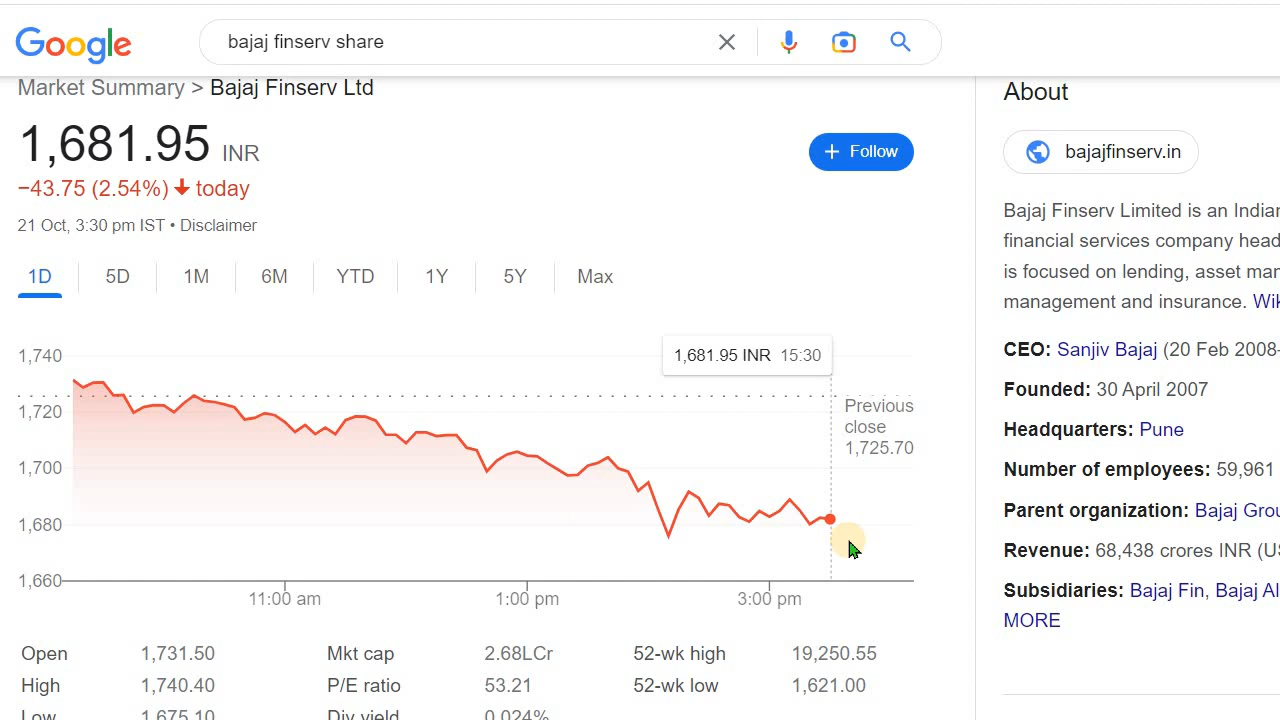 Google
bajaj finserv share
Market Summary > Bajaj Finserv Ltd
1,681.95 INR
−43.75 (2.54%) today
21 Oct, 3:30 pm IST • Disclaimer
+ Follow
1D 5D 1M 6M YTD 1Y 5Y Max
1,681.95 INR 15:30
1,740
1,720
1,700
1,680
1,660
Previous
close
1,725.70
11:00 am 1:00 pm 3:00 pm
Open 1,731.50 Mkt cap 2.68LCr 52-wk high 19,250.55
High 1,740.40 P/E ratio 53.21 52-wk low 1,621.00
Low 1,675.10 Div yield 0.024%
About
bajajfinserv.in
Bajaj Finserv Limited is an Indian
financial services company head
is focused on lending, asset man
management and insurance. Wik
CEO: Sanjiv Bajaj (20 Feb 2008–
Founded: 30 April 2007
Headquarters: Pune
Number of employees: 59,961
Parent organization: Bajaj Grou
Revenue: 68,438 crores INR (US
Subsidiaries: Bajaj Fin, Bajaj Al
MORE